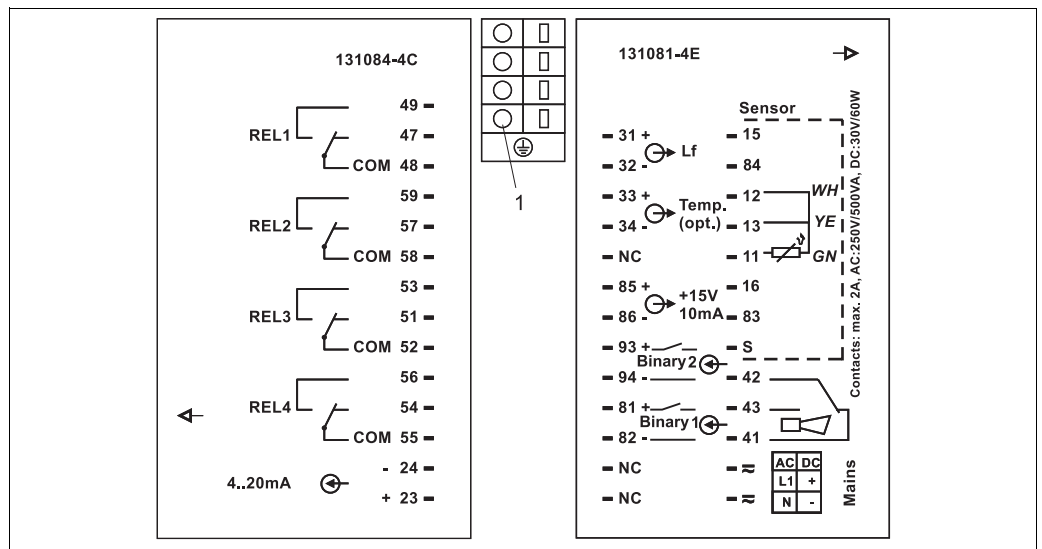 131084-4C
49
REL1 47
COM 48
59
REL2 57
COM 58
53
REL3 51
COM 52
56
REL4 54
COM 55
- 24
4..20mA
+ 23
1
131081-4E
Sensor
31 + 15
Lf
32 - 84
33 + 12 WH
Temp.
(opt.)
34 - 13 YE
NC 11 GN
85 + 16
+15V
10mA
86 - 83
93 + S
Binary 2
94 - 42
81 + 43
Binary 1
82 - 41
NC
NC
AC DC
L1 +
N -
Mains
Contacts: max. 2A, AC:250V/500VA, DC:30V/60W